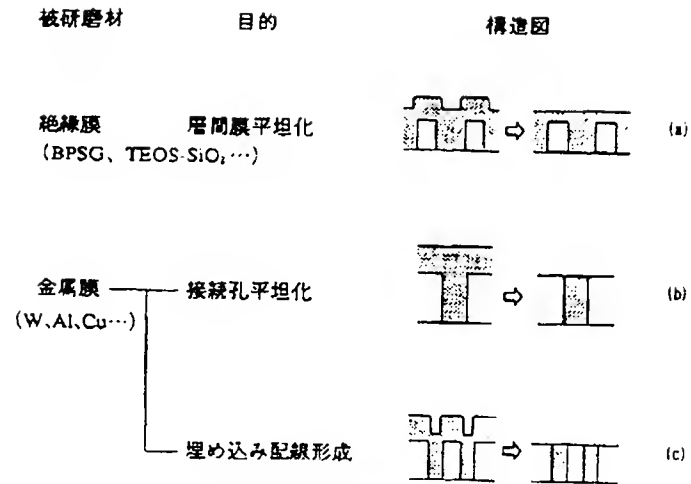 被研磨材 目的 構造図
絶縁膜 層間膜平坦化 (a)
(BPSG、TEOS-SiO₂…)
金属膜 接続孔平坦化 (b)
(W、Al、Cu…)
埋め込み配線形成 (c)